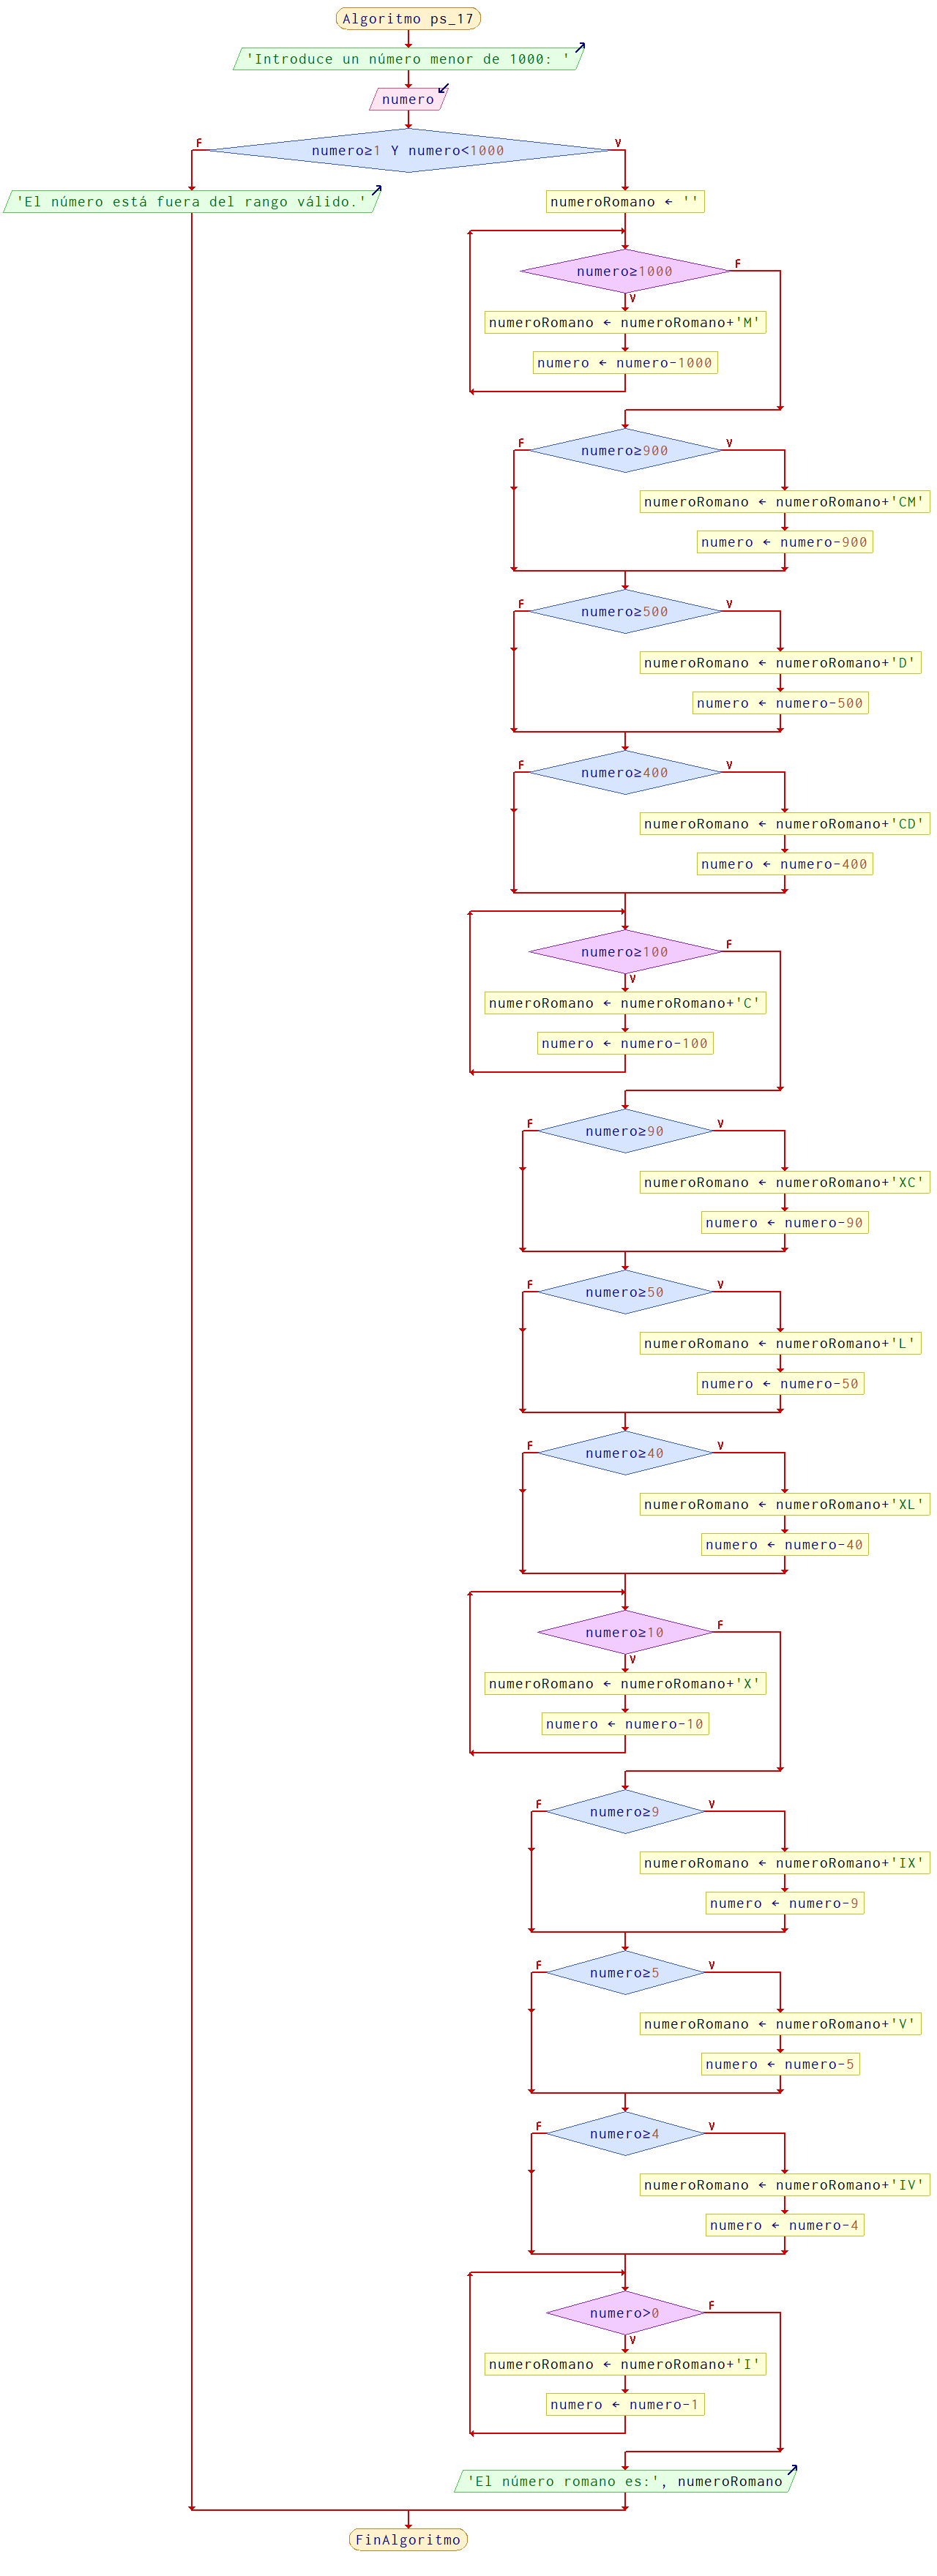 Algoritmo ps_17
'Introduce un número menor de 1000: '
numero
numero≥1 Y numero<1000
F
V
'El número está fuera del rango válido.'
numeroRomano ← ''
numero≥1000
F
V
numeroRomano ← numeroRomano+'M'
numero ← numero-1000
numero≥900
F
V
numeroRomano ← numeroRomano+'CM'
numero ← numero-900
numero≥500
F
V
numeroRomano ← numeroRomano+'D'
numero ← numero-500
numero≥400
F
V
numeroRomano ← numeroRomano+'CD'
numero ← numero-400
numero≥100
F
V
numeroRomano ← numeroRomano+'C'
numero ← numero-100
numero≥90
F
V
numeroRomano ← numeroRomano+'XC'
numero ← numero-90
numero≥50
F
V
numeroRomano ← numeroRomano+'L'
numero ← numero-50
numero≥40
F
V
numeroRomano ← numeroRomano+'XL'
numero ← numero-40
numero≥10
F
V
numeroRomano ← numeroRomano+'X'
numero ← numero-10
numero≥9
F
V
numeroRomano ← numeroRomano+'IX'
numero ← numero-9
numero≥5
F
V
numeroRomano ← numeroRomano+'V'
numero ← numero-5
numero≥4
F
V
numeroRomano ← numeroRomano+'IV'
numero ← numero-4
numero>0
F
V
numeroRomano ← numeroRomano+'I'
numero ← numero-1
'El número romano es:', numeroRomano
FinAlgoritmo